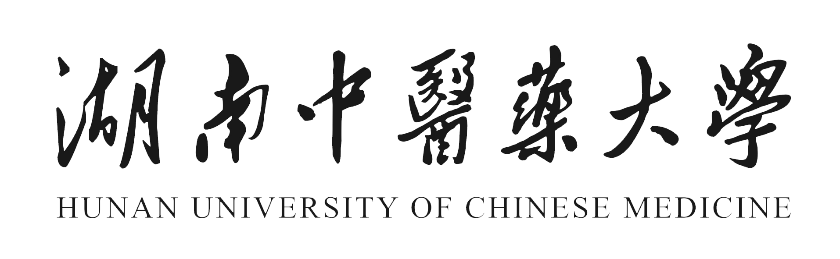 湖南中醫藥大學
HUNAN UNIVERSITY OF CHINESE MEDICINE